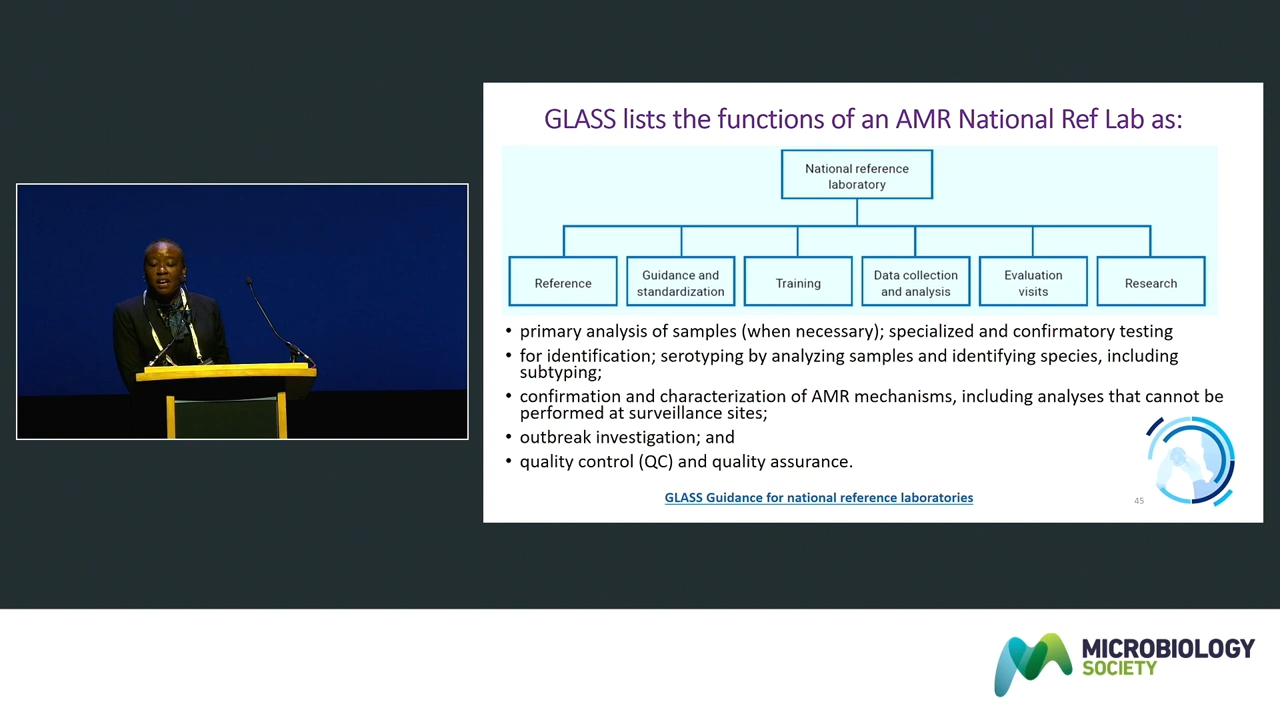 GLASS lists the functions of an AMR National Ref Lab as:
National reference
laboratory
Reference
Guidance and
standardization
Training
Data collection
and analysis
Evaluation
visits
Research
• primary analysis of samples (when necessary); specialized and confirmatory testing
• for identification; serotyping by analyzing samples and identifying species, including
subtyping;
• confirmation and characterization of AMR mechanisms, including analyses that cannot be
performed at surveillance sites;
• outbreak investigation; and
• quality control (QC) and quality assurance.
GLASS Guidance for national reference laboratories
45
MICROBIOLOGY
SOCIETY